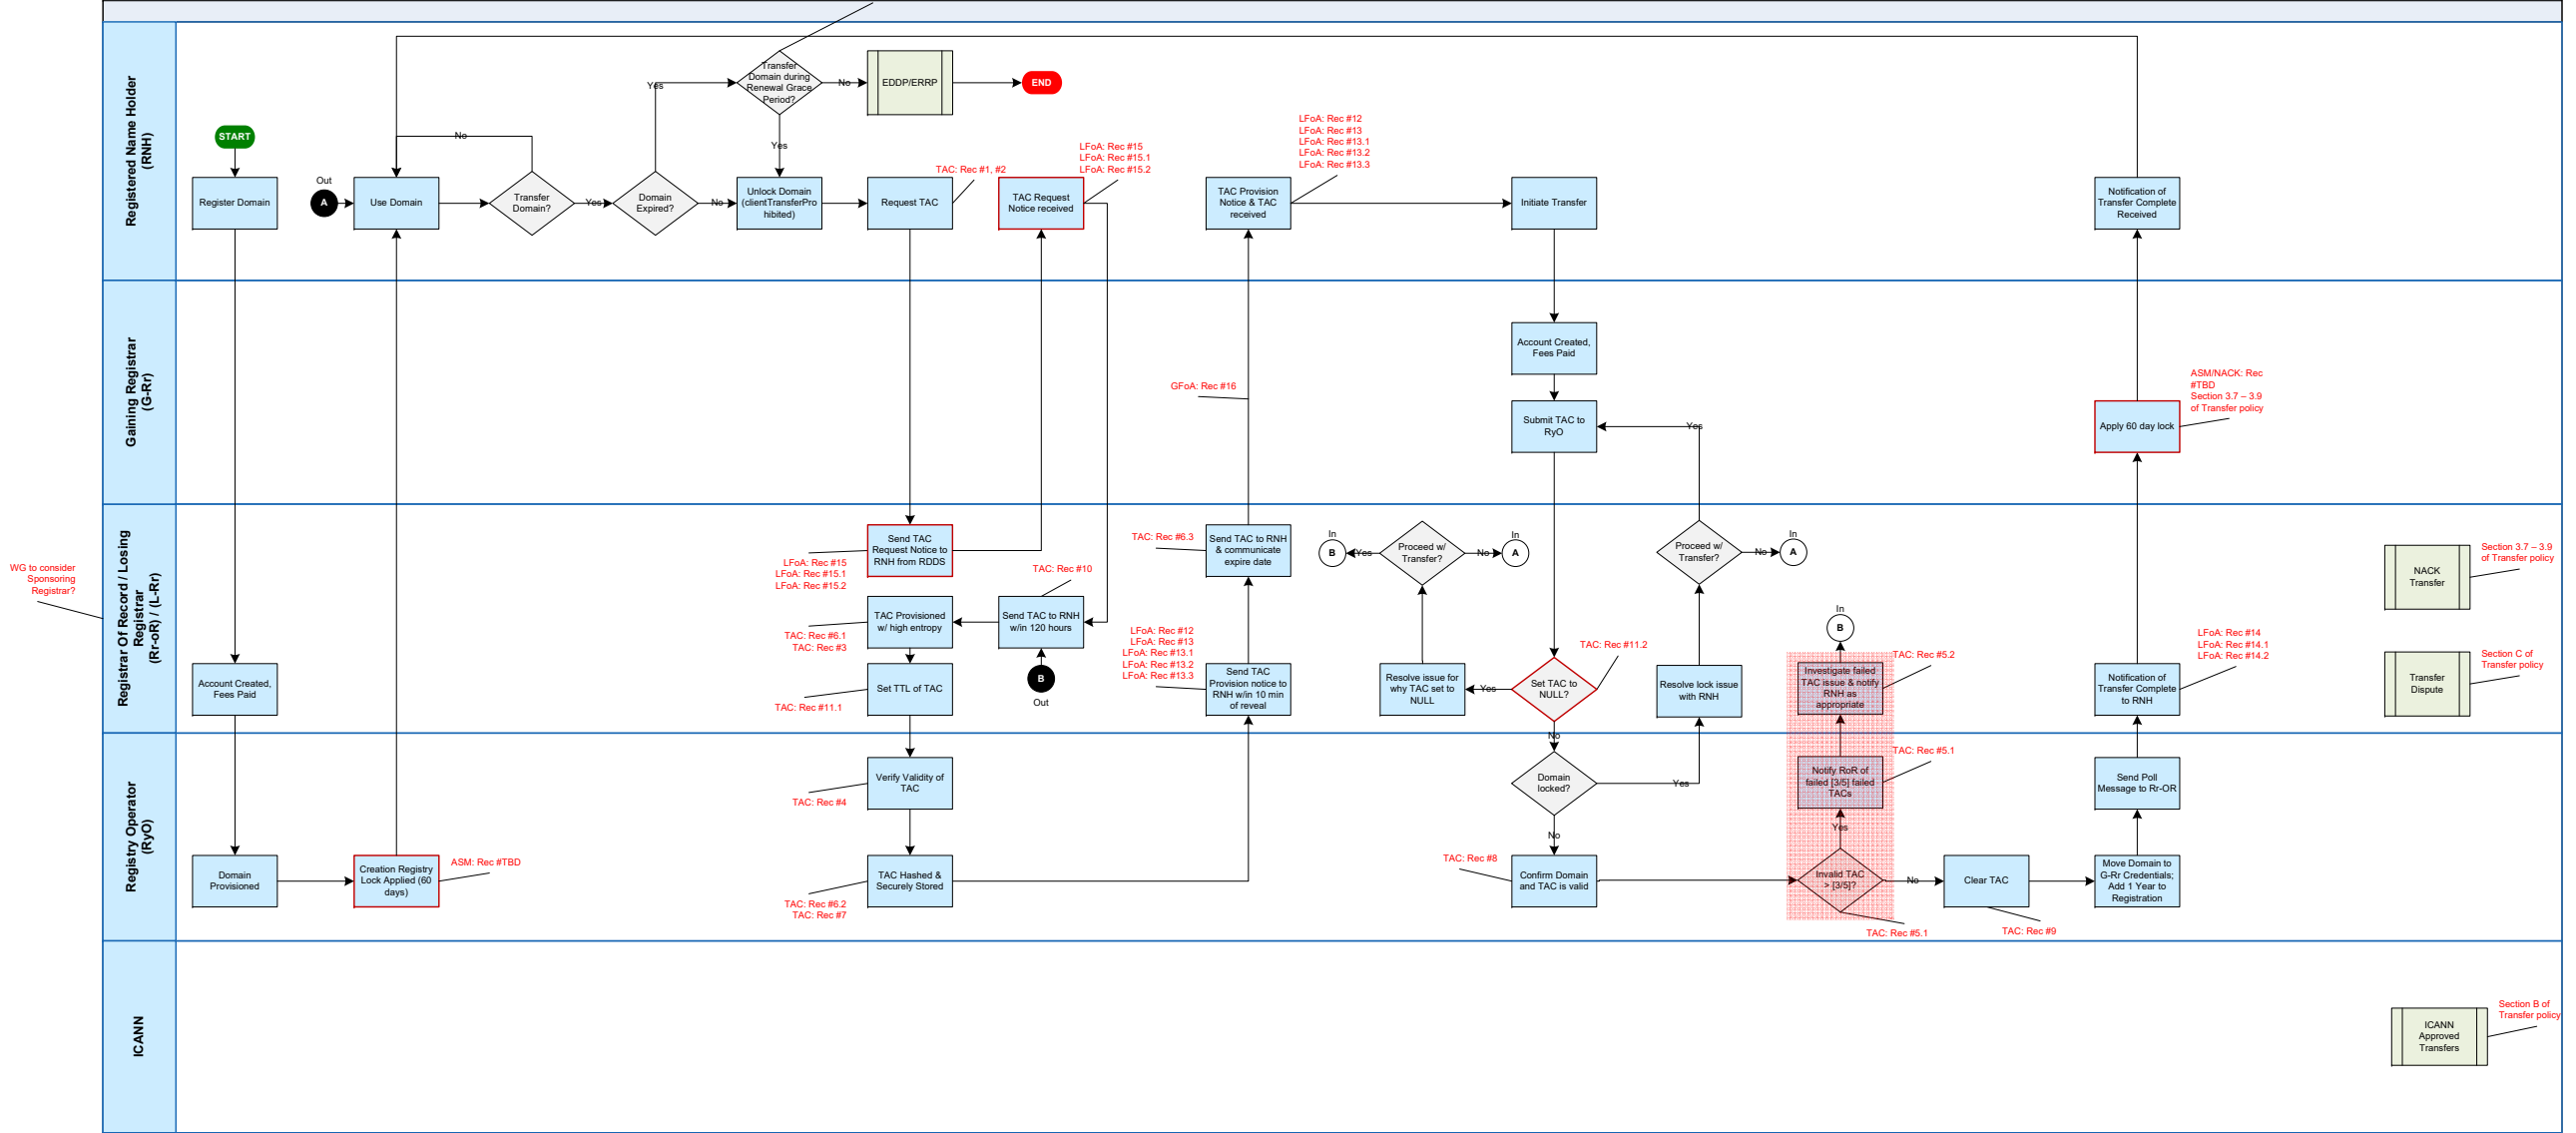 Registered Name Holder
(RNH)
START
Register Domain
Out
A
Use Domain
No
Transfer
Domain?
Yes
Domain
Expired?
Yes
No
Transfer
Domain during
Renewal Grace
Period?
No
EDDP/ERRP
END
Yes
Unlock Domain
(clientTransferPro
hibited)
Request TAC
TAC: Rec #1, #2
TAC Request
Notice received
LFoA: Rec #15
LFoA: Rec #15.1
LFoA: Rec #15.2
TAC Provision
Notice & TAC
received
LFoA: Rec #12
LFoA: Rec #13
LFoA: Rec #13.1
LFoA: Rec #13.2
LFoA: Rec #13.3
Initiate Transfer
Notification of
Transfer Complete
Received
Gaining Registrar
(G-Rr)
GFoA: Rec #16
Account Created,
Fees Paid
Submit TAC to
RyO
Yes
Apply 60 day lock
ASM/NACK: Rec
#TBD
Section 3.7 – 3.9
of Transfer policy
WG to consider
Sponsoring
Registrar?
Registrar Of Record / Losing
Registrar
(Rr-oR) / (L-Rr)
Account Created,
Fees Paid
Send TAC
Request Notice to
RNH from RDDS
LFoA: Rec #15
LFoA: Rec #15.1
LFoA: Rec #15.2
TAC Provisioned
w/ high entropy
TAC: Rec #6.1
TAC: Rec #3
Set TTL of TAC
TAC: Rec #11.1
TAC: Rec #10
Send TAC to RNH
w/in 120 hours
B
Out
TAC: Rec #6.3
Send TAC to RNH
& communicate
expire date
LFoA: Rec #12
LFoA: Rec #13
LFoA: Rec #13.1
LFoA: Rec #13.2
LFoA: Rec #13.3
Send TAC
Provision notice to
RNH w/in 10 min
of reveal
In
B
Yes
Proceed w/
Transfer?
No
In
A
Resolve issue for
why TAC set to
NULL
Yes
Set TAC to
NULL?
TAC: Rec #11.2
No
Proceed w/
Transfer?
No
In
A
Resolve lock issue
with RNH
In
B
Investigate failed
TAC issue & notify
RNH as
appropriate
TAC: Rec #5.2
Notification of
Transfer Complete
to RNH
LFoA: Rec #14
LFoA: Rec #14.1
LFoA: Rec #14.2
NACK
Transfer
Section 3.7 – 3.9
of Transfer policy
Transfer
Dispute
Section C of
Transfer policy
Registry Operator
(RyO)
Domain
Provisioned
Creation Registry
Lock Applied (60
days)
ASM: Rec #TBD
Verify Validity of
TAC
TAC: Rec #4
TAC Hashed &
Securely Stored
TAC: Rec #6.2
TAC: Rec #7
Domain
locked?
Yes
No
TAC: Rec #8
Confirm Domain
and TAC is valid
Notify RoR of
failed [3/5] failed
TACs
TAC: Rec #5.1
Yes
Invalid TAC
> [3/5]?
TAC: Rec #5.1
No
Clear TAC
TAC: Rec #9
Send Poll
Message to Rr-OR
Move Domain to
G-Rr Credentials;
Add 1 Year to
Registration
ICANN
ICANN
Approved
Transfers
Section B of
Transfer policy